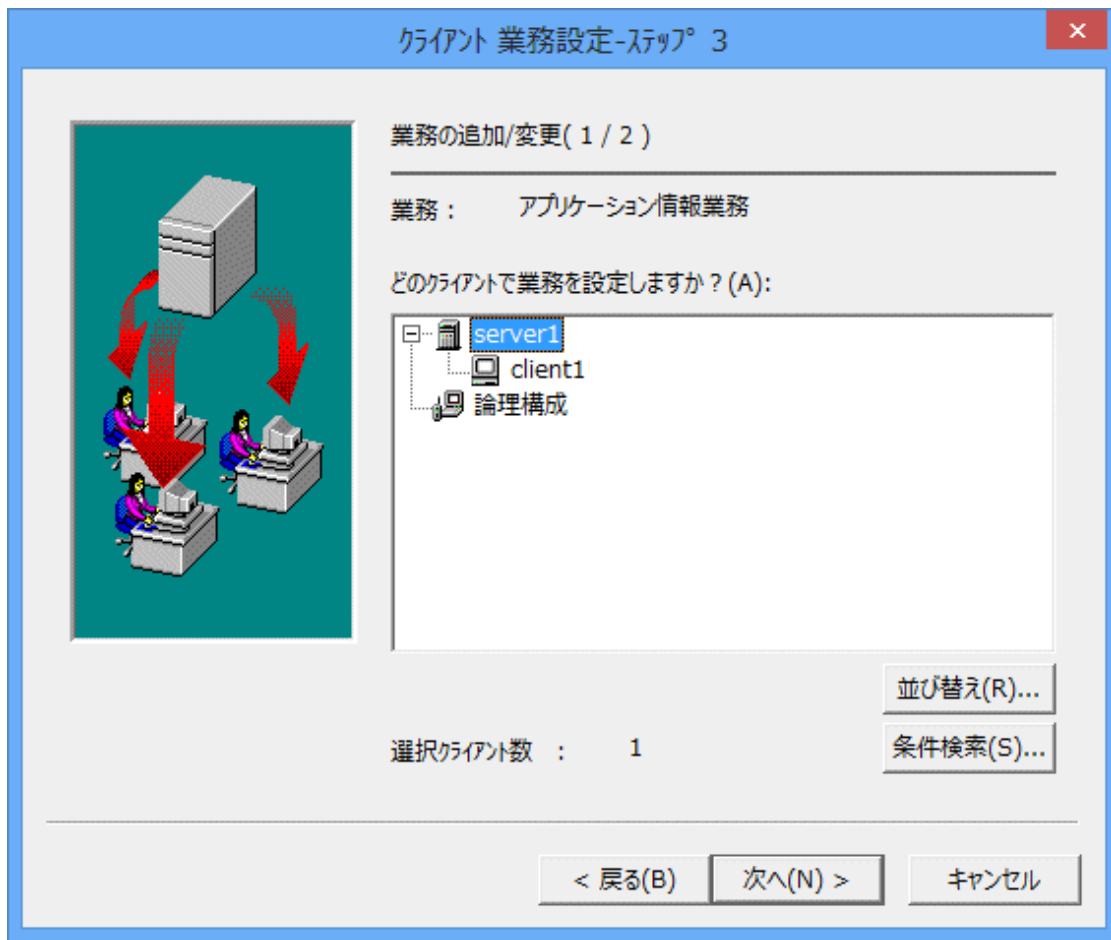 ｸﾗｲｱﾝﾄ 業務設定-ｽﾃｯﾌﾟ 3
業務の追加/変更( 1 / 2 )
業務 : アプリケーション情報業務
どのｸﾗｲｱﾝﾄで業務を設定しますか？(A):
server1
client1
論理構成
並び替え(R)...
選択ｸﾗｲｱﾝﾄ数 : 1
条件検索(S)...
< 戻る(B)
次へ(N) >
キャンセル